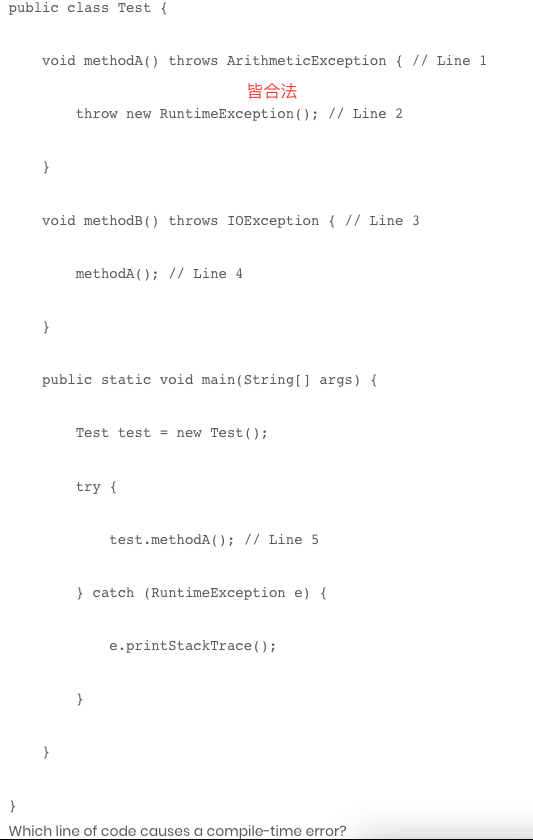 public class Test {
void methodA() throws ArithmeticException { // Line 1
皆合法
throw new RuntimeException(); // Line 2
}
void methodB() throws IOException { // Line 3
methodA(); // Line 4
}
public static void main(String[] args) {
Test test = new Test();
try {
test.methodA(); // Line 5
} catch (RuntimeException e) {
e.printStackTrace();
}
}
}
Which line of code causes a compile-time error?